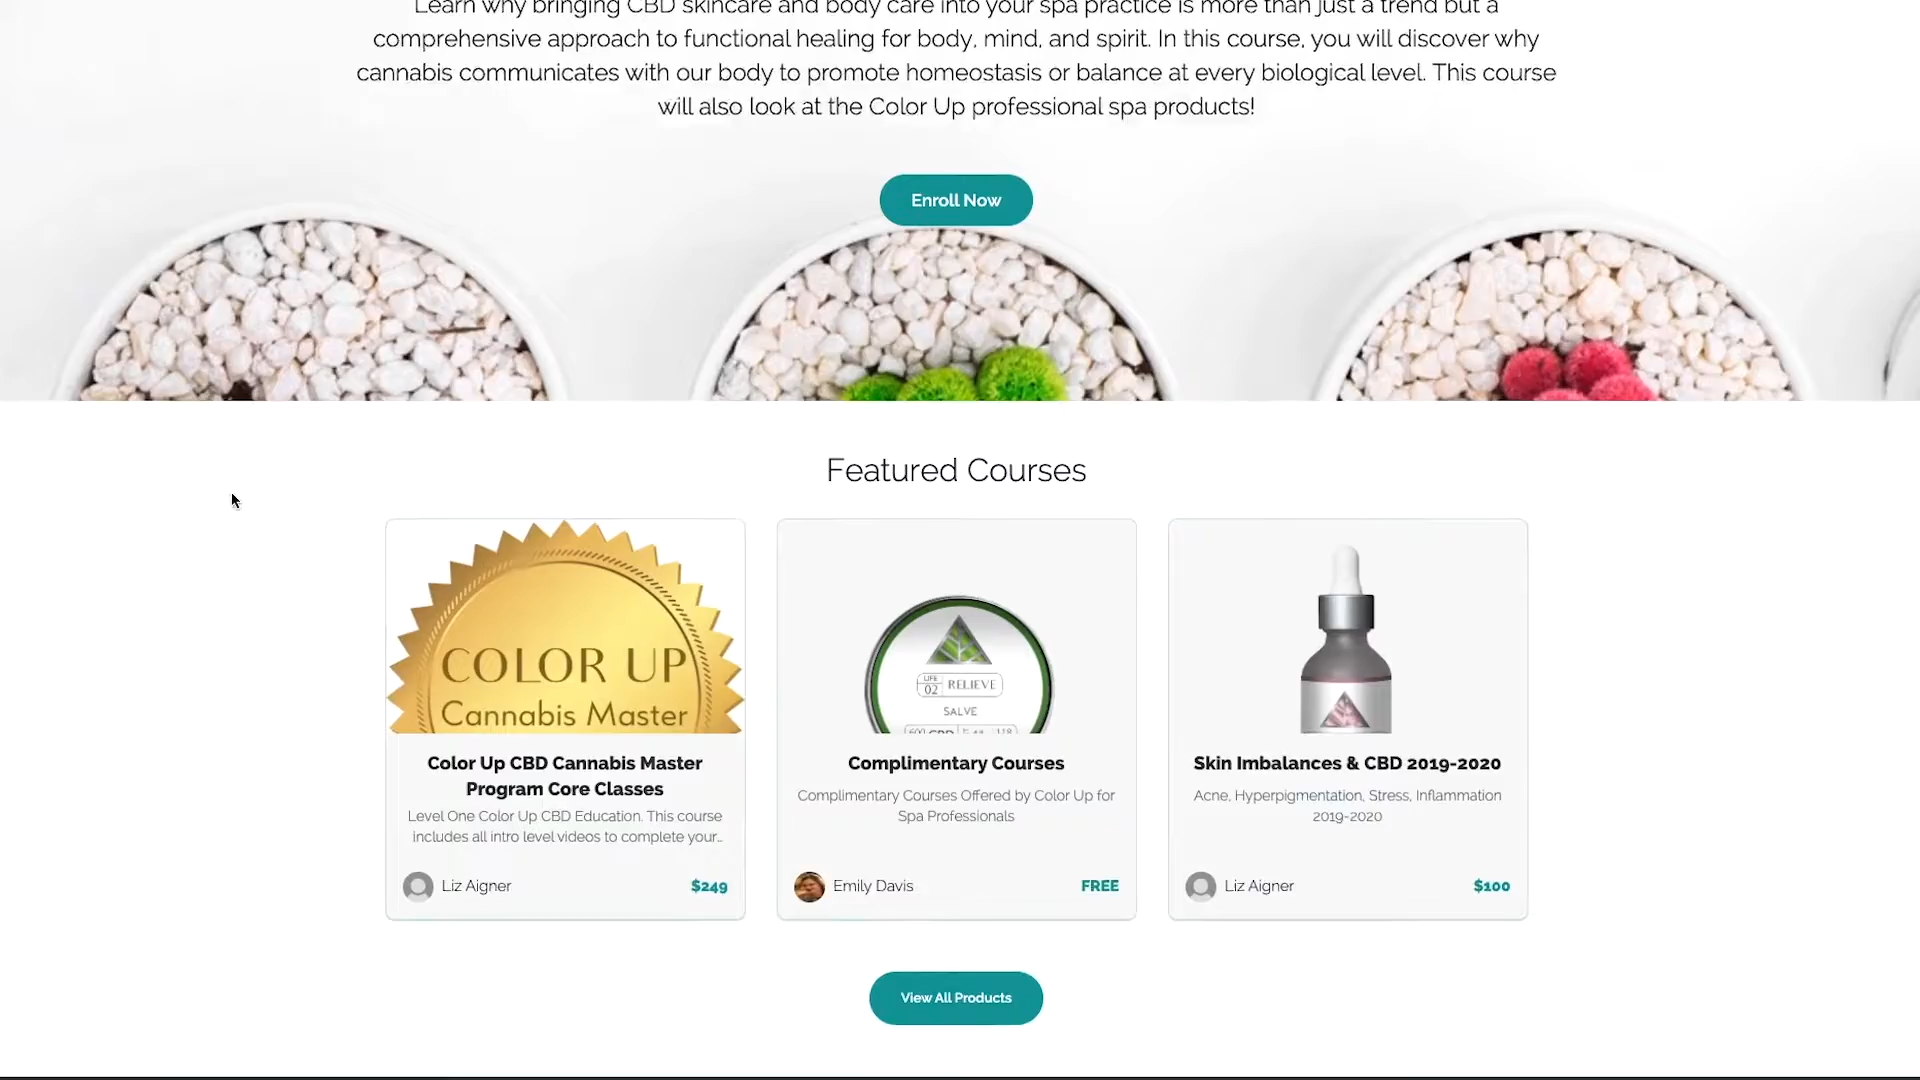 Learn why bringing CBD skincare and body care into your spa practice is more than just a trend but a
comprehensive approach to functional healing for body, mind, and spirit. In this course, you will discover why
cannabis communicates with our body to promote homeostasis or balance at every biological level. This course
will also look at the Color Up professional spa products!
Enroll Now
Featured Courses
COLOR UP
Cannabis Master
LIFE
02
RELIEVE
SALVE
Color Up CBD Cannabis Master
Program Core Classes
Level One Color Up CBD Education. This course
includes all intro level videos to complete your...
Liz Aigner
$249
Complimentary Courses
Complimentary Courses Offered by Color Up for
Spa Professionals
Emily Davis
FREE
Skin Imbalances & CBD 2019-2020
Acne, Hyperpigmentation, Stress, Inflammation
2019-2020
Liz Aigner
$100
View All Products